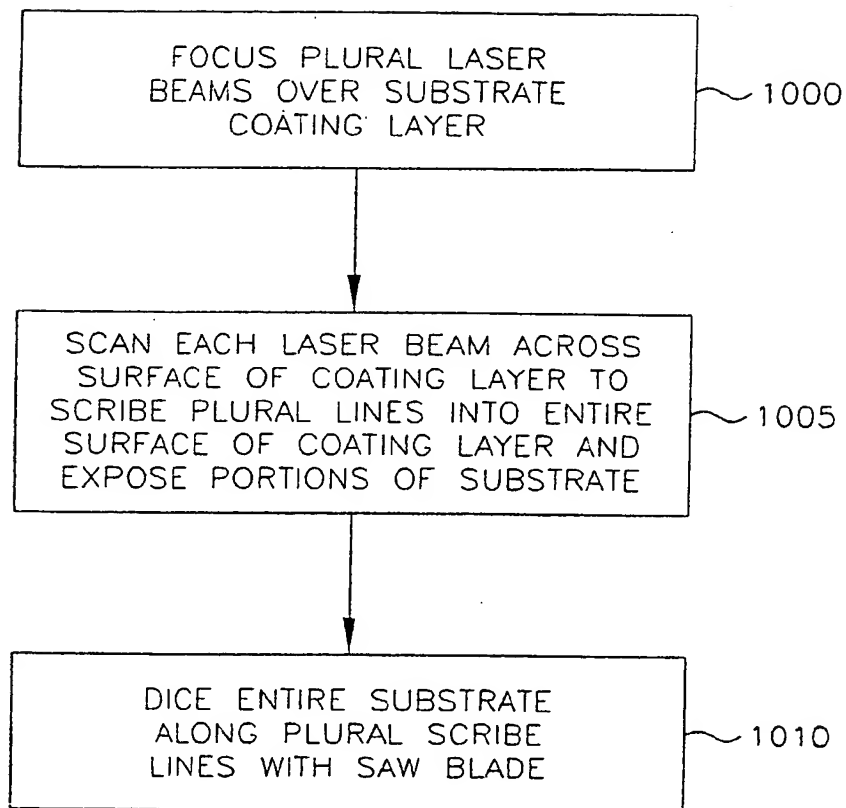 FOCUS PLURAL LASER
BEAMS OVER SUBSTRATE
COATING LAYER
1000
SCAN EACH LASER BEAM ACROSS
SURFACE OF COATING LAYER TO
SCRIBE PLURAL LINES INTO ENTIRE
SURFACE OF COATING LAYER AND
EXPOSE PORTIONS OF SUBSTRATE
1005
DICE ENTIRE SUBSTRATE
ALONG PLURAL SCRIBE
LINES WITH SAW BLADE
1010